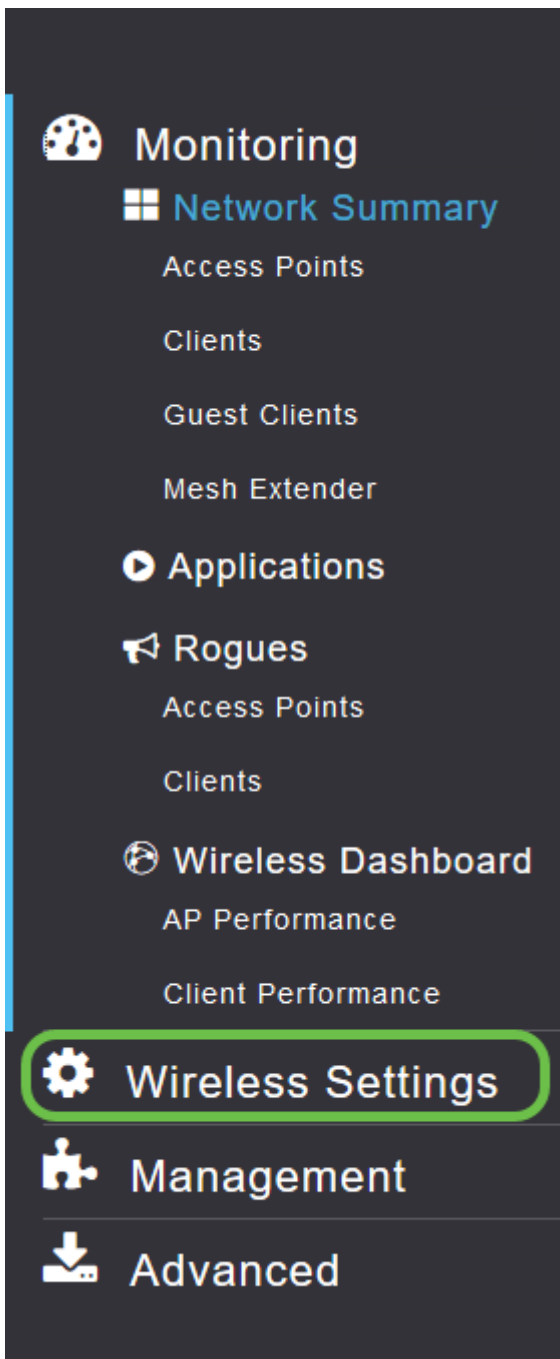 Monitoring
Network Summary
Access Points
Clients
Guest Clients
Mesh Extender
Applications
Rogues
Access Points
Clients
Wireless Dashboard
AP Performance
Client Performance
Wireless Settings
Management
Advanced